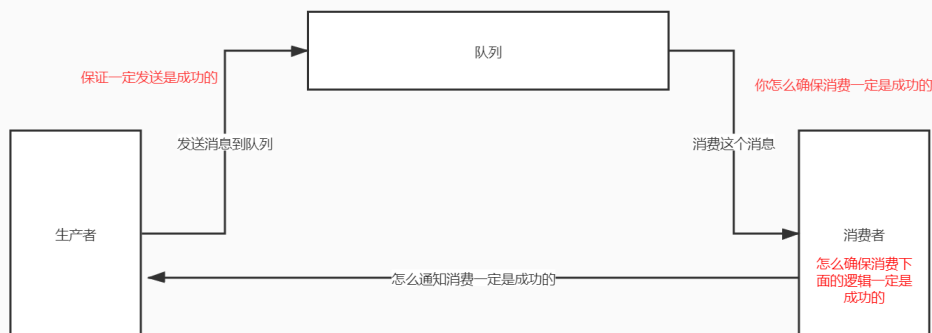 队列
保证一定发送是成功的
你怎么确保消费一定是成功的
发送消息到队列
消费这个消息
生产者
消费者
怎么确保消费下
面的逻辑一定是
成功的
怎么通知消费一定是成功的